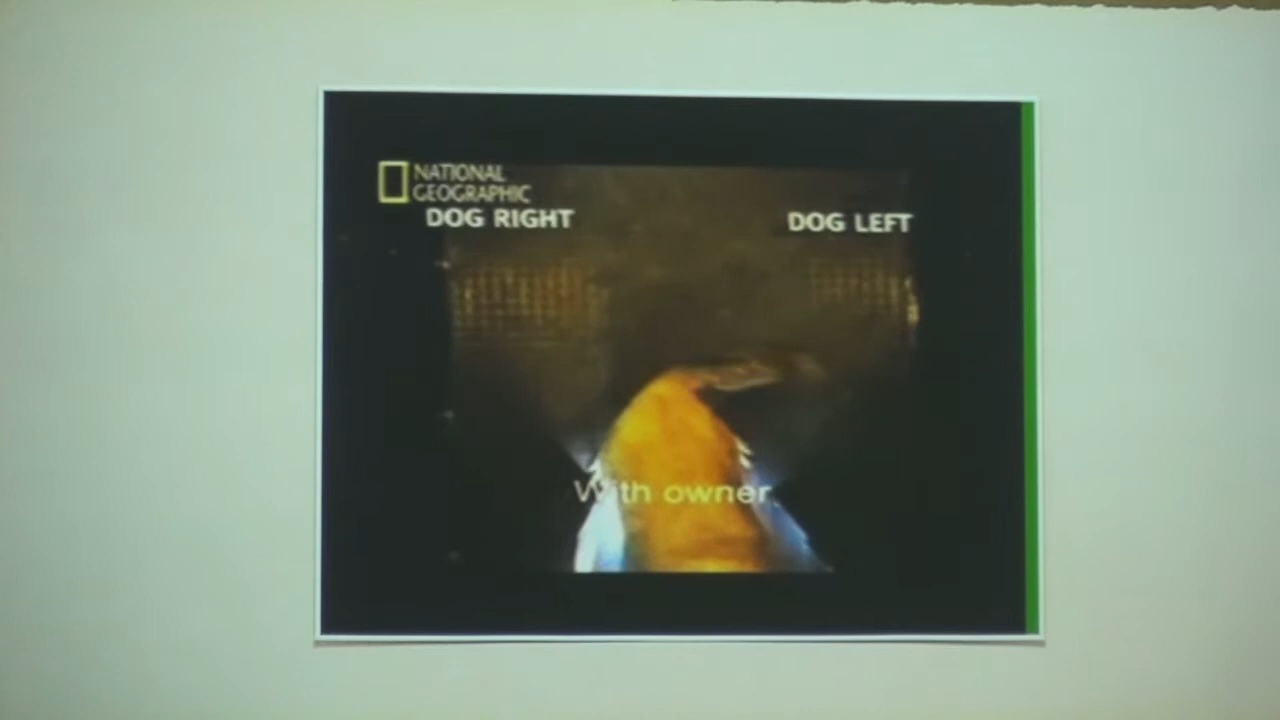 NATIONAL
GEOGRAPHIC
DOG RIGHT
DOG LEFT
With owner